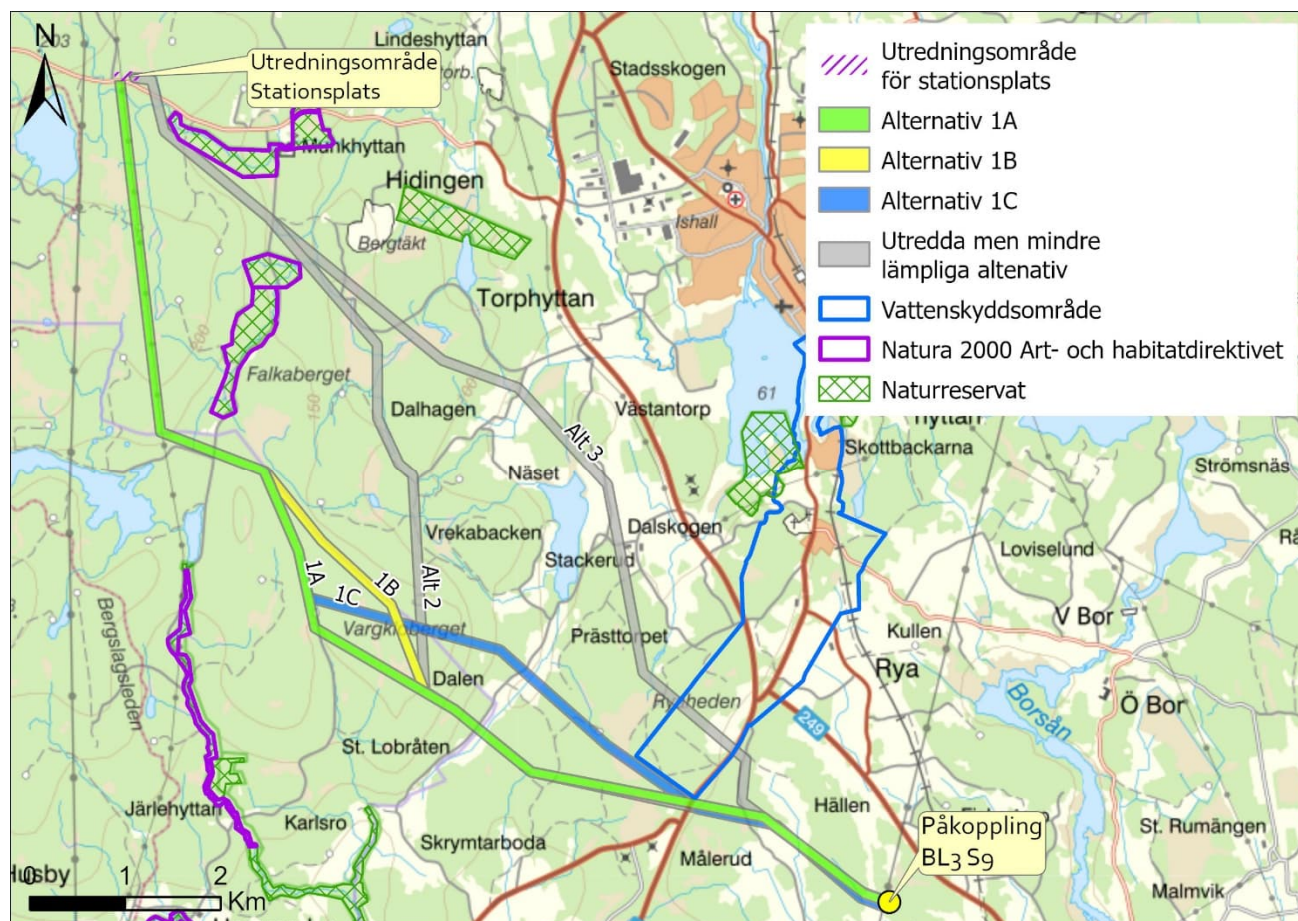 N
203
Utredningsområde
Stationsplats
Lindeshyttan
Stadsskogen
Munkhyttan
Hidingen
Bergtäkt
Ishall
Torphyttan
200
Falkaberget
150
Dalhagen
Västantorp
61
Alt 3
Näset
Skottbackarna
Strömsnäs
Vrekabacken
Dalskogen
Stackerud
Loviselund
1A
1B
1C
Alt 2
Vargkloberget
Prästtorpet
Kullen
V Bor
Bergslagsleden
Dalen
Rya
Borsån
Ö Bor
249
St. Lobråten
Järlehyttan
Karlsro
Skrymtarboda
Hällen
Målerud
Påkoppling
BL3 S9
St. Rumängen
Malmvik
0 1 2
Km
Utredningsområde
för stationsplats
Alternativ 1A
Alternativ 1B
Alternativ 1C
Utredda men mindre
lämpliga altenativ
Vattenskyddsområde
Natura 2000 Art- och habitatdirektivet
Naturreservat